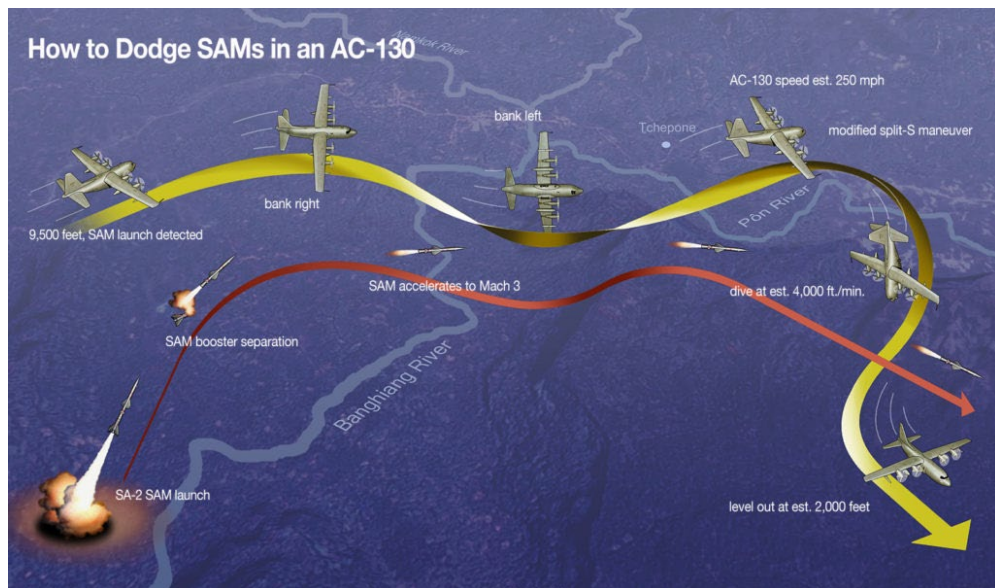 How to Dodge SAMs in an AC-130
AC-130 speed est. 250 mph
bank left
Tchepone
modified split-S maneuver
bank right
Pôn River
9,500 feet, SAM launch detected
SAM accelerates to Mach 3
dive at est. 4,000 ft./min.
SAM booster separation
Banghiang River
SA-2 SAM launch
level out at est. 2,000 feet